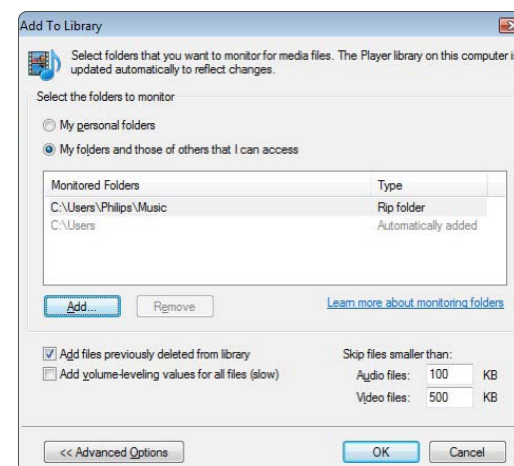 Add To Library
Select folders that you want to monitor for media files. The Player library on this computer is
updated automatically to reflect changes.
Select the folders to monitor
My personal folders
My folders and those of others that I can access
Monitored Folders Type
C:\Users\Philips\Music Rip folder
C:\Users Automatically added
Add... Remove Learn more about monitoring folders
Add files previously deleted from library Skip files smaller than:
Add volume-leveling values for all files (slow) Audio files: 100 KB
Video files: 500 KB
<< Advanced Options OK Cancel